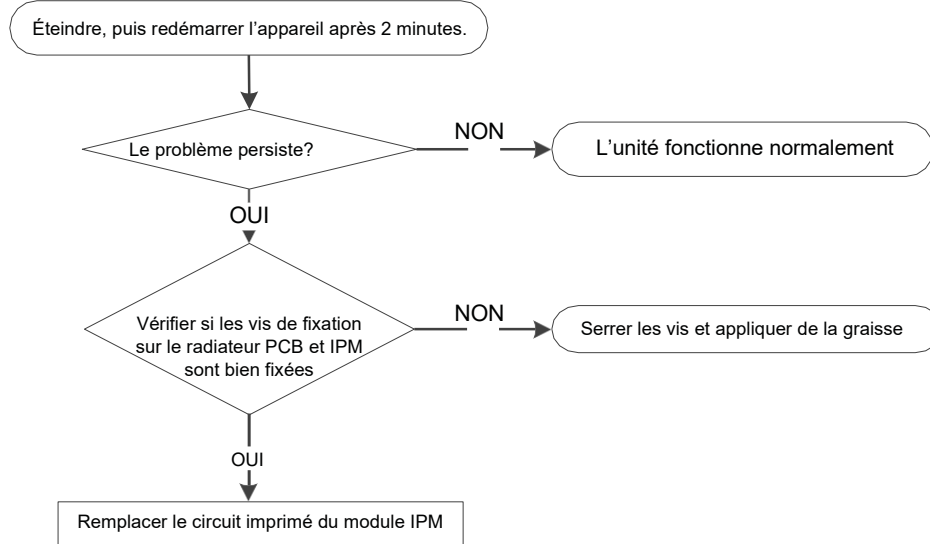 Éteindre, puis redémarrer l’appareil après 2 minutes.
Le problème persiste?
NON
L’unité fonctionne normalement
OUI
Vérifier si les vis de fixation
sur le radiateur PCB et IPM
sont bien fixées
NON
Serrer les vis et appliquer de la graisse
OUI
Remplacer le circuit imprimé du module IPM